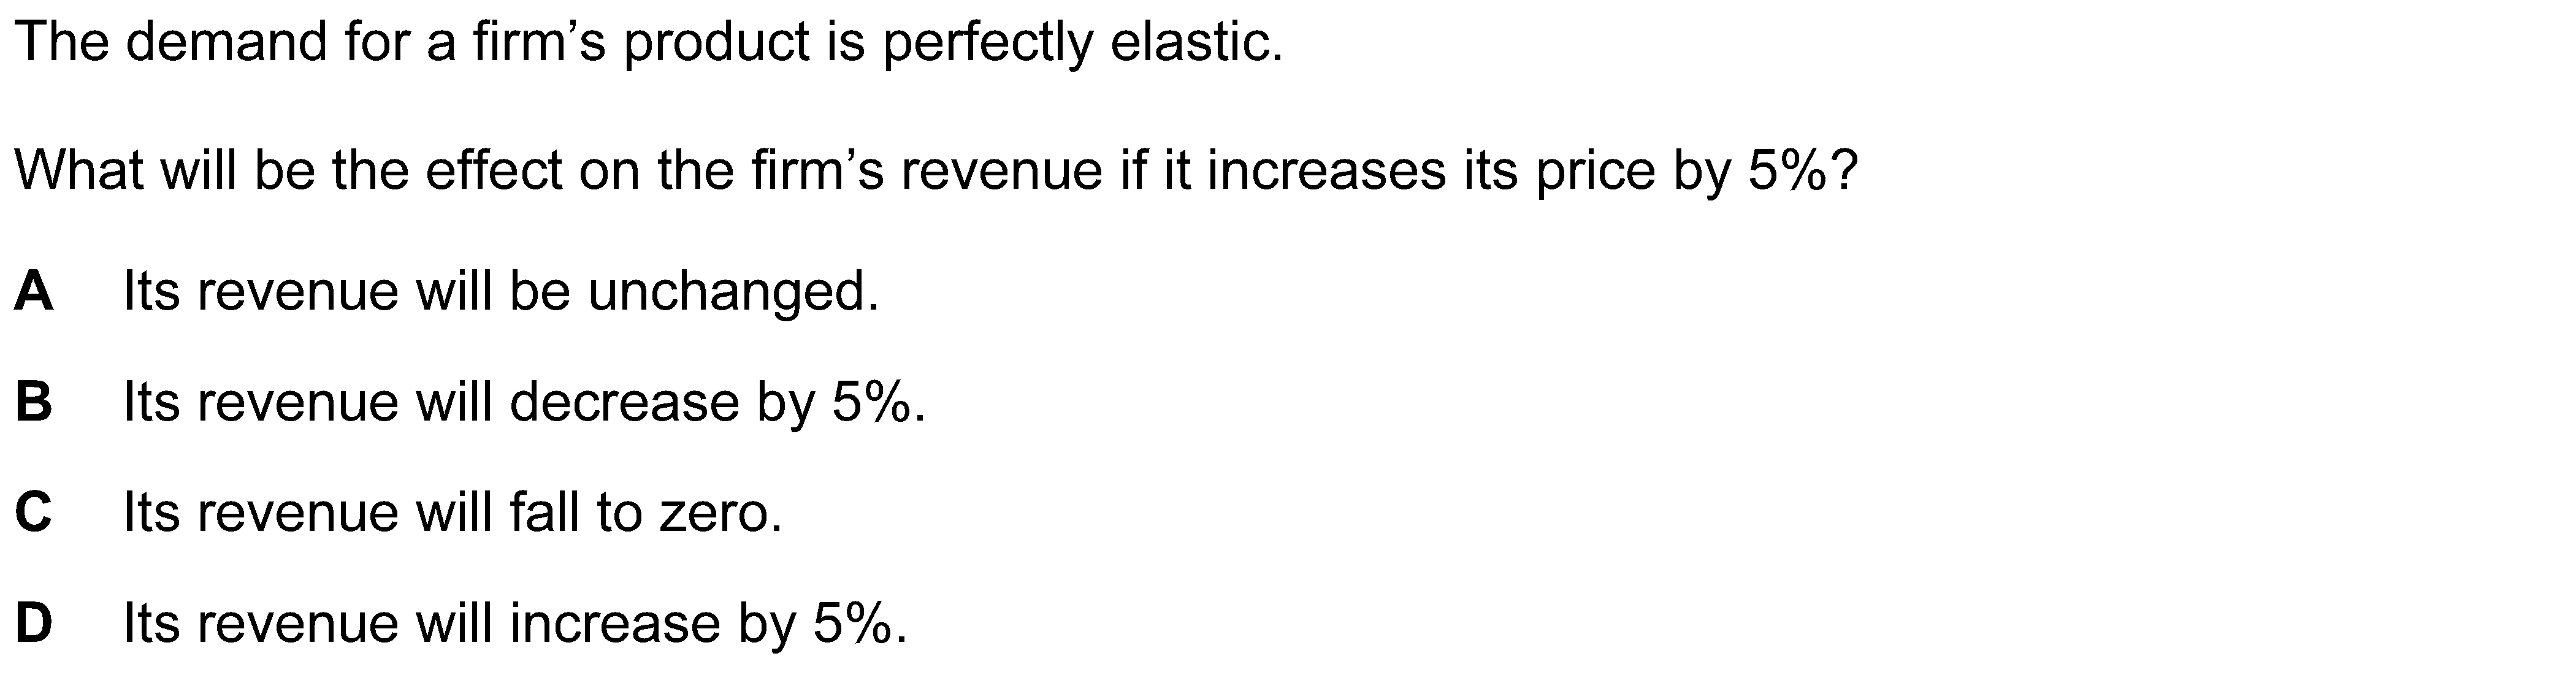 The demand for a firm’s product is perfectly elastic.
What will be the effect on the firm’s revenue if it increases its price by 5%?
A Its revenue will be unchanged.
B Its revenue will decrease by 5%.
C Its revenue will fall to zero.
D Its revenue will increase by 5%.